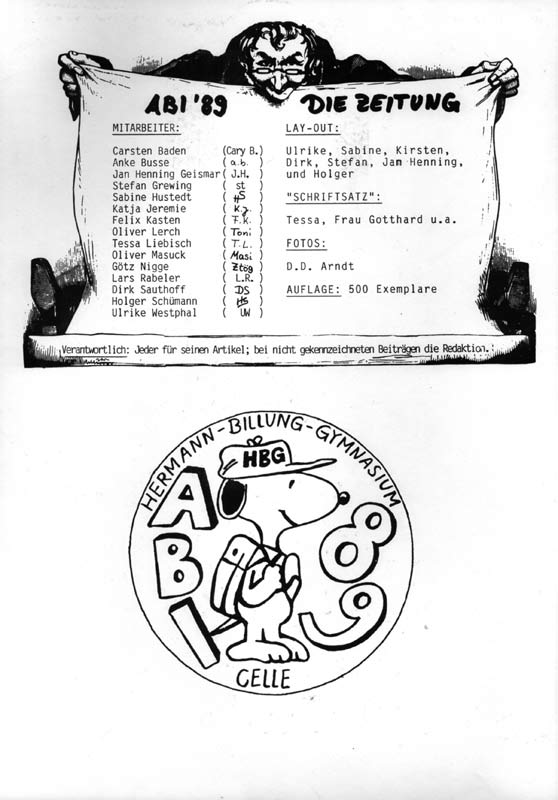 ABI '89 DIE ZEITUNG
MITARBEITER:
Carsten Baden (Cary B.)
Anke Busse (a.b.)
Jan Henning Geismar (J.H.)
Stefan Grewing (st)
Sabine Hustedt (HS)
Katja Jeremie (K.J.)
Felix Kasten (F.K.)
Oliver Lerch (Toni)
Tessa Liebisch (T.L.)
Oliver Masuck (Masi)
Götz Nigge (Ztög)
Lars Rabeler (L.R.)
Dirk Sauthoff (DS)
Holger Schümann (HS)
Ulrike Westphal (UW)
LAY-OUT:
Ulrike, Sabine, Kirsten,
Dirk, Stefan, Jan Henning,
und Holger
"SCHRIFTSATZ":
Tessa, Frau Gotthard u.a.
FOTOS:
D.D. Arndt
AUFLAGE: 500 Exemplare
Verantwortlich: Jeder für seinen Artikel; bei nicht gekennzeichneten Beiträgen die Redaktion.
HERMANN-BILLUNG-GYMNASIUM
HBG
ABI
89
CELLE